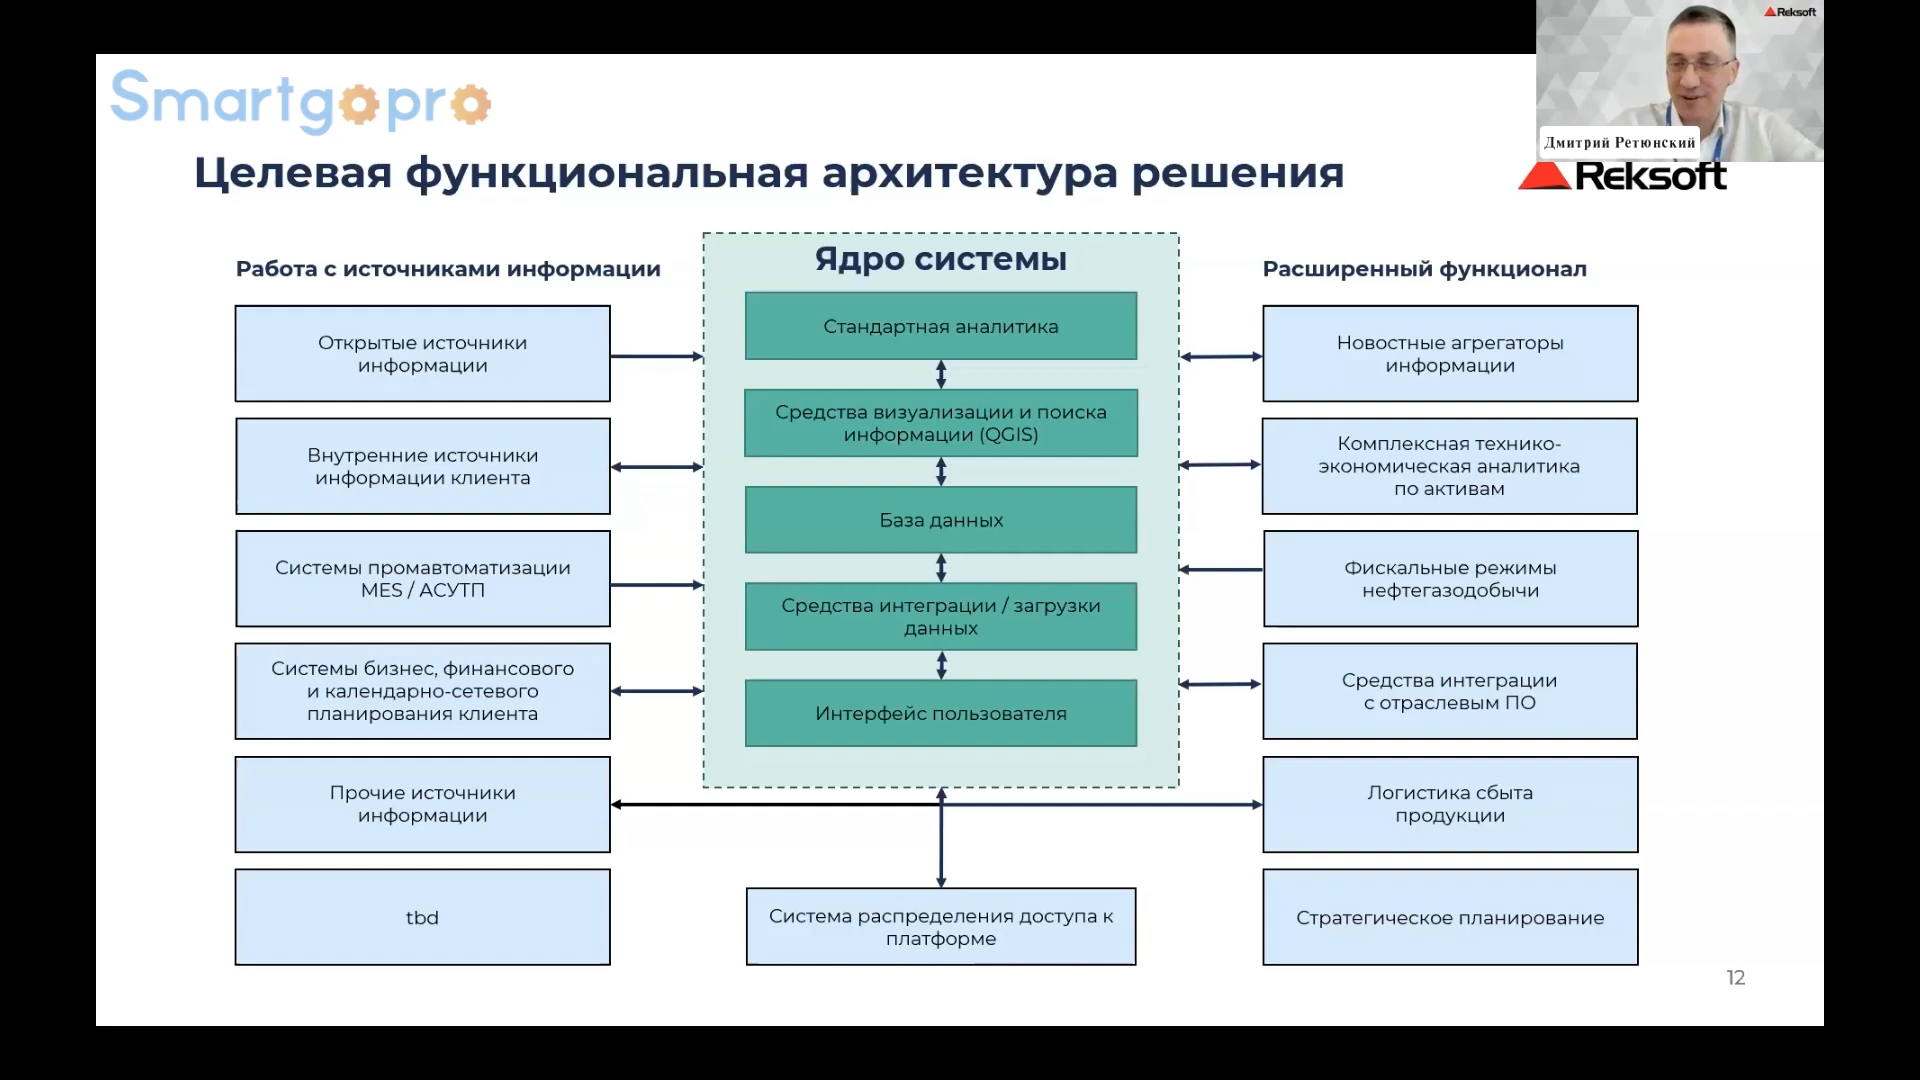 Reksoft
Smartgopro
Дмитрий Ретюнский
Целевая функциональная архитектура решения
Reksoft
Работа с источниками информации
Открытые источники
информации
Внутренние источники
информации клиента
Системы промавтоматизации
MES / АСУТП
Системы бизнес, финансового
и календарно-сетевого
планирования клиента
Прочие источники
информации
tbd
Ядро системы
Стандартная аналитика
Средства визуализации и поиска
информации (QGIS)
База данных
Средства интеграции / загрузки
данных
Интерфейс пользователя
Система распределения доступа к
платформе
Расширенный функционал
Новостные агрегаторы
информации
Комплексная технико-
экономическая аналитика
по активам
Фискальные режимы
нефтегазодобычи
Средства интеграции
с отраслевым ПО
Логистика сбыта
продукции
Стратегическое планирование
12